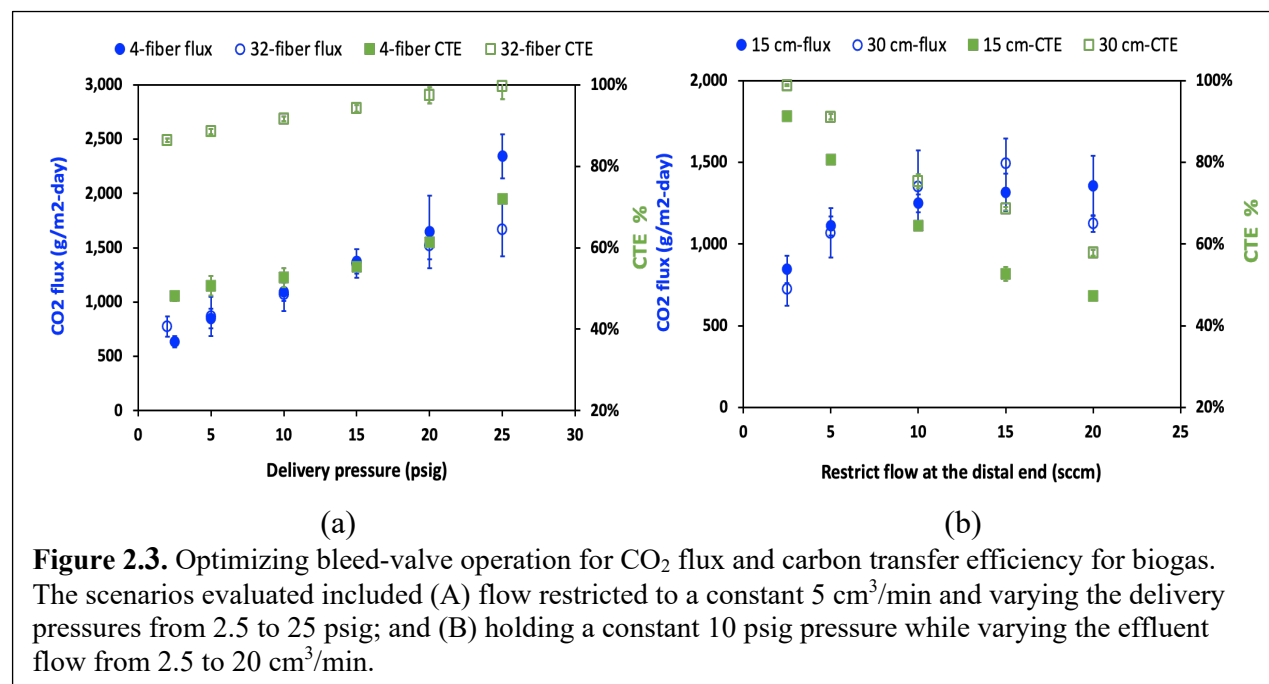 ● 4-fiber flux ○ 32-fiber flux ■ 4-fiber CTE □ 32-fiber CTE
3,000
2,500
2,000
1,500
1,000
500
0
CO2 flux (g/m2-day)
100%
80%
60%
40%
20%
CTE %
0 5 10 15 20 25 30
Delivery pressure (psig)
(a)
● 15 cm-flux ○ 30 cm-flux ■ 15 cm-CTE □ 30 cm-CTE
2,000
1,500
1,000
500
0
CO2 flux (g/m2-day)
100%
80%
60%
40%
20%
CTE %
0 5 10 15 20 25
Restrict flow at the distal end (sccm)
(b)
Figure 2.3. Optimizing bleed-valve operation for CO₂ flux and carbon transfer efficiency for biogas.
The scenarios evaluated included (A) flow restricted to a constant 5 cm³/min and varying the delivery
pressures from 2.5 to 25 psig; and (B) holding a constant 10 psig pressure while varying the effluent
flow from 2.5 to 20 cm³/min.